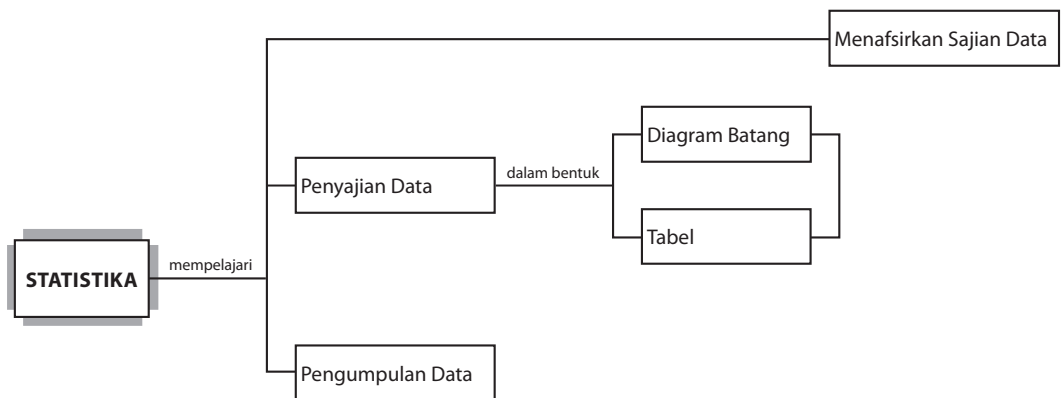 Menafsirkan Sajian Data
Diagram Batang
Penyajian Data
dalam bentuk
Tabel
STATISTIKA
mempelajari
Pengumpulan Data